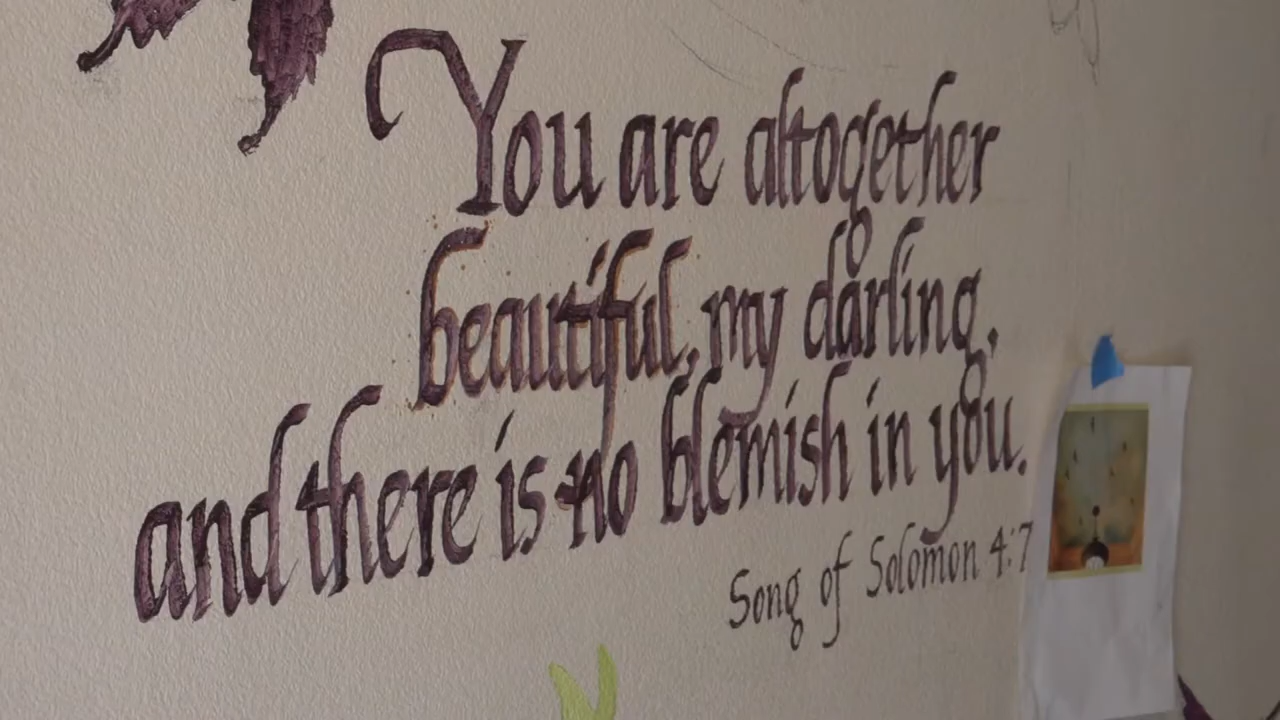 You are altogether
beautiful, my darling,
and there is no blemish in you.
Song of Solomon 4:7